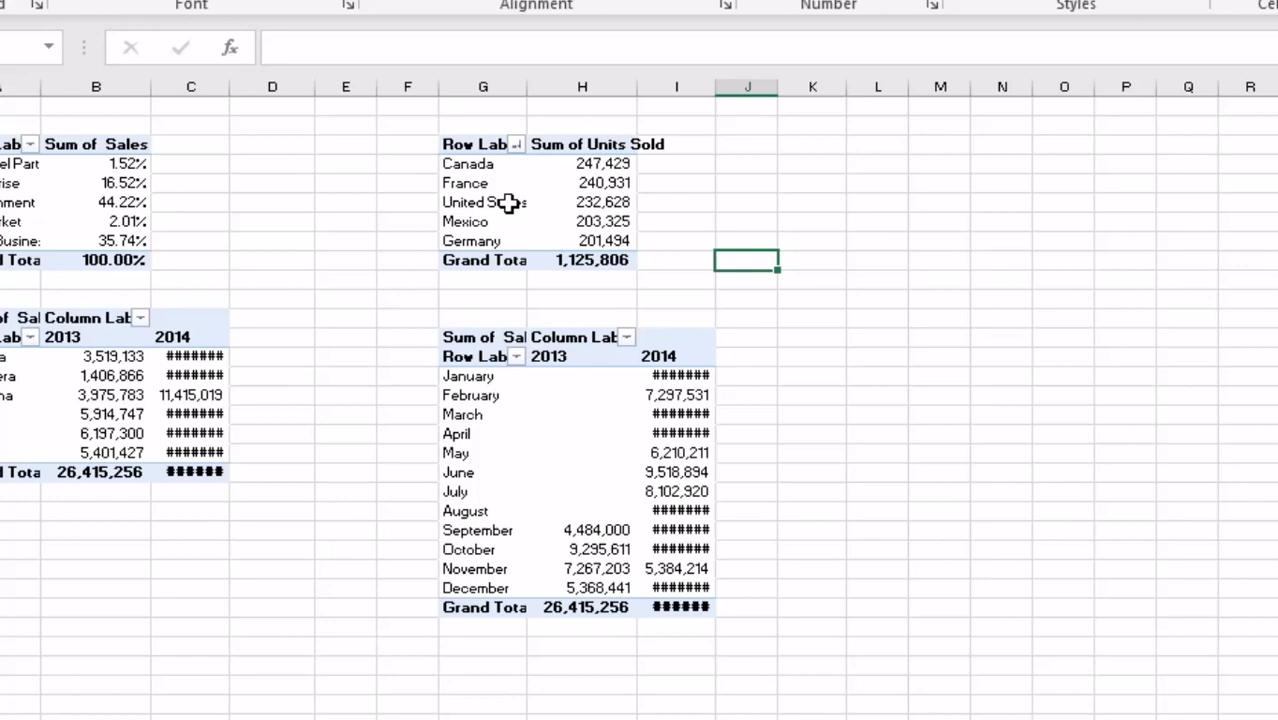 Font Alignment Number Styles
fx
B C D E F G H I J K L M N O P Q R
Lab Sum of Sales
el Part 1.52%
rise 16.52%
nment 44.22%
rket 2.01%
Busine: 35.74%
d Tota 100.00%
Row Lab Sum of Units Sold
Canada 247,429
France 240,931
United S s 232,628
Mexico 203,325
Germany 201,494
Grand Tota 1,125,806
of Sal Column Lab
Lab 2013 2014
a 3,519,133 #######
era 1,406,866 #######
na 3,975,783 11,415,019
5,914,747 #######
6,197,300 #######
5,401,427 #######
d Tota 26,415,256 ######
Sum of Sal Column Lab
Row Lab 2013 2014
January #######
February 7,297,531
March #######
April #######
May 6,210,211
June 9,518,894
July 8,102,920
August #######
September 4,484,000 #######
October 9,295,611 #######
November 7,267,203 5,384,214
December 5,368,441 #######
Grand Tota 26,415,256 ######